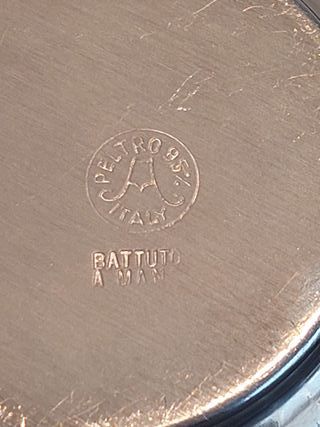 PELTRO 95%
A
ITALY
BATTUTO
A MAN